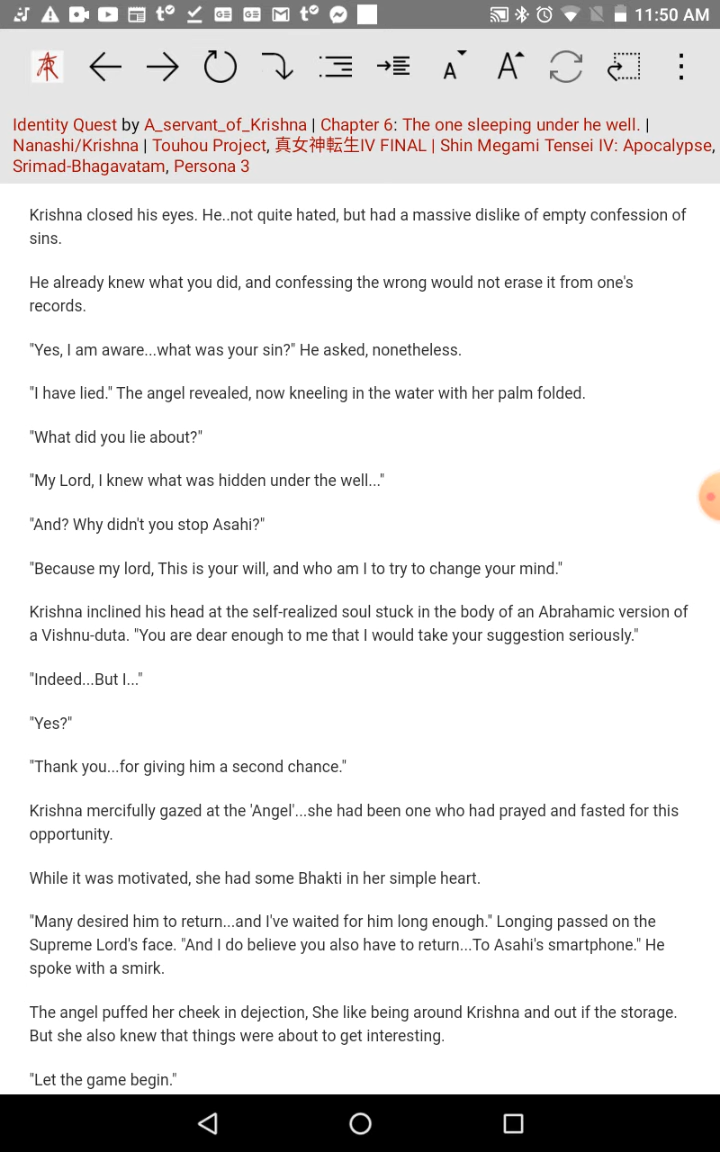 11:50 AM
Identity Quest by A_servant_of_Krishna | Chapter 6: The one sleeping under he well. |
Nanashi/Krishna | Touhou Project, 真女神転生IV FINAL | Shin Megami Tensei IV: Apocalypse,
Srimad-Bhagavatam, Persona 3
Krishna closed his eyes. He..not quite hated, but had a massive dislike of empty confession of
sins.
He already knew what you did, and confessing the wrong would not erase it from one's
records.
"Yes, I am aware...what was your sin?" He asked, nonetheless.
"I have lied." The angel revealed, now kneeling in the water with her palm folded.
"What did you lie about?"
"My Lord, I knew what was hidden under the well..."
"And? Why didn't you stop Asahi?"
"Because my lord, This is your will, and who am I to try to change your mind."
Krishna inclined his head at the self-realized soul stuck in the body of an Abrahamic version of
a Vishnu-duta. "You are dear enough to me that I would take your suggestion seriously."
"Indeed...But I..."
"Yes?"
"Thank you...for giving him a second chance."
Krishna mercifully gazed at the 'Angel'...she had been one who had prayed and fasted for this
opportunity.
While it was motivated, she had some Bhakti in her simple heart.
"Many desired him to return...and I've waited for him long enough." Longing passed on the
Supreme Lord's face. "And I do believe you also have to return...To Asahi's smartphone." He
spoke with a smirk.
The angel puffed her cheek in dejection, She like being around Krishna and out if the storage.
But she also knew that things were about to get interesting.
"Let the game begin."